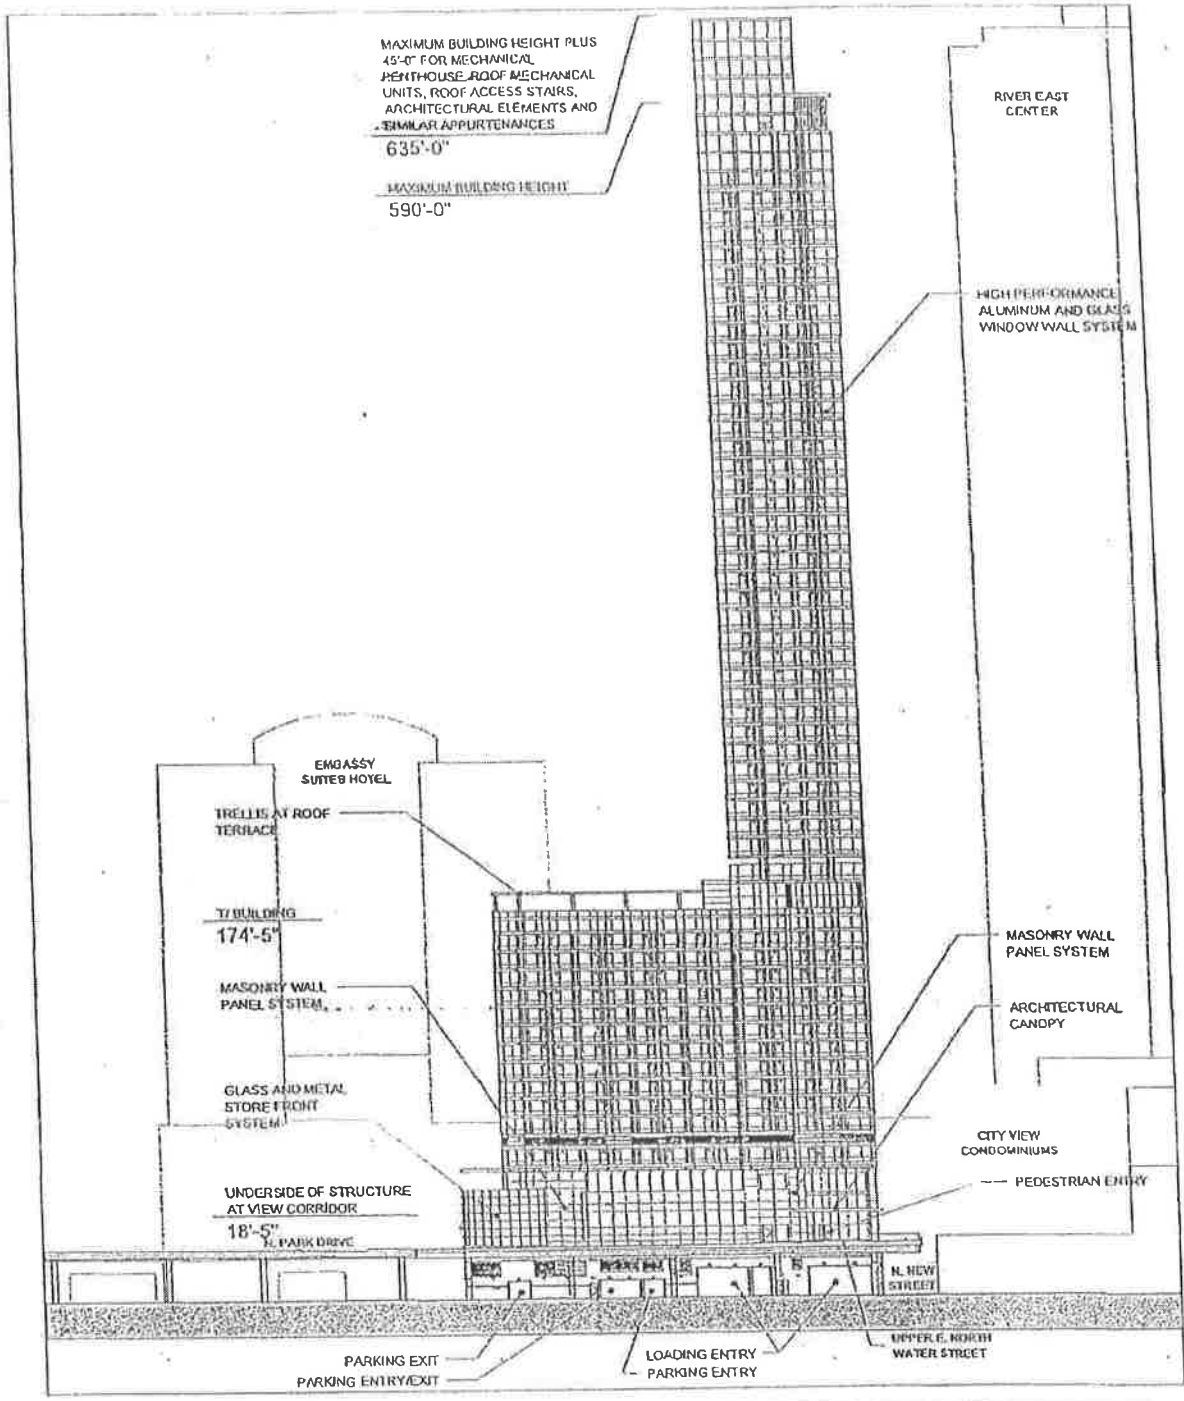 MAXIMUM BUILDING HEIGHT PLUS
45'-0" FOR MECHANICAL
PENTHOUSE, ROOF MECHANICAL
UNITS, ROOF ACCESS STAIRS,
ARCHITECTURAL ELEMENTS AND
SIMILAR APPURTENANCES
635'-0"
MAXIMUM BUILDING HEIGHT
590'-0"
RIVER EAST
CENTER
HIGH PERFORMANCE
ALUMINUM AND GLASS
WINDOW WALL SYSTEM
EMBASSY
SUITES HOTEL
TRELLIS AT ROOF
TERRACE
T/ BUILDING
174'-5"
MASONRY WALL
PANEL SYSTEM
MASONRY WALL
PANEL SYSTEM
ARCHITECTURAL
CANOPY
GLASS AND METAL
STORE FRONT
SYSTEM
CITY VIEW
CONDOMINIUMS
PEDESTRIAN ENTRY
UNDERSIDE OF STRUCTURE
AT VIEW CORRIDOR
18'-5"
N. PARK DRIVE
N. NEW
STREET
UPPER E. NORTH
WATER STREET
PARKING EXIT
PARKING ENTRY/EXIT
LOADING ENTRY
PARKING ENTRY